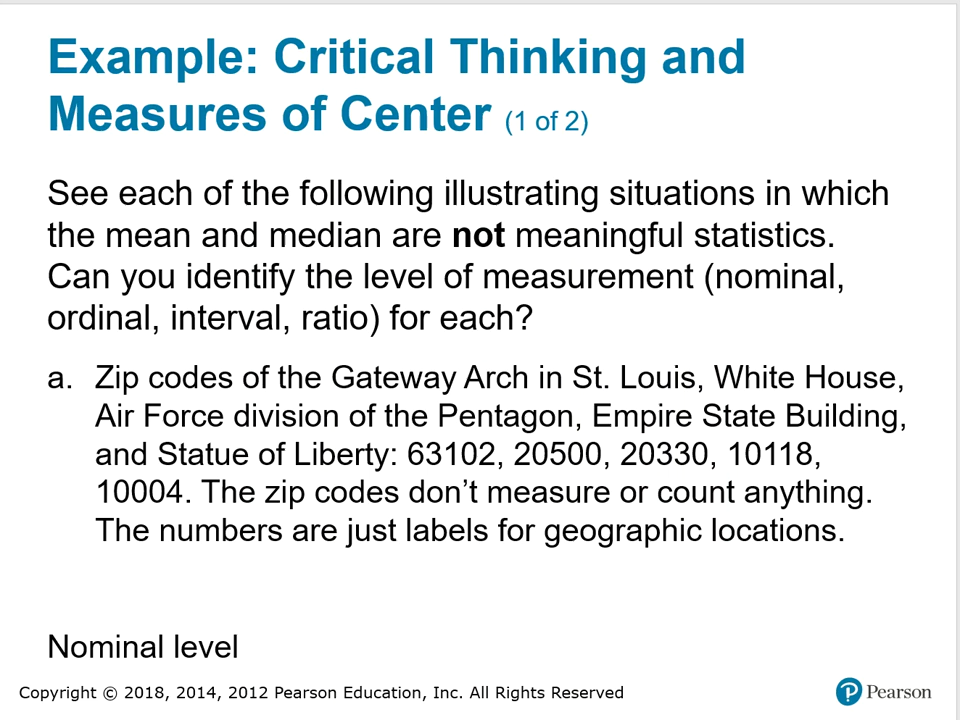 Example: Critical Thinking and
Measures of Center (1 of 2)
See each of the following illustrating situations in which
the mean and median are not meaningful statistics.
Can you identify the level of measurement (nominal,
ordinal, interval, ratio) for each?
a. Zip codes of the Gateway Arch in St. Louis, White House,
Air Force division of the Pentagon, Empire State Building,
and Statue of Liberty: 63102, 20500, 20330, 10118,
10004. The zip codes don’t measure or count anything.
The numbers are just labels for geographic locations.
Nominal level
Copyright © 2018, 2014, 2012 Pearson Education, Inc. All Rights Reserved
P Pearson